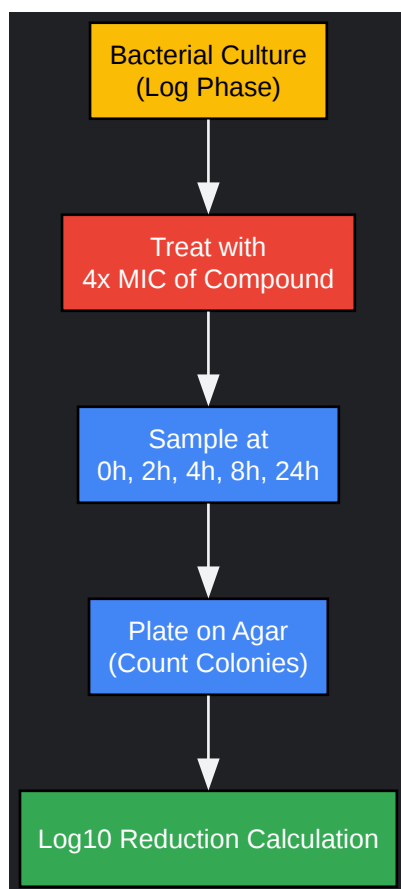 Bacterial Culture
(Log Phase)
Treat with
4x MIC of Compound
Sample at
0h, 2h, 4h, 8h, 24h
Plate on Agar
(Count Colonies)
Log10 Reduction Calculation